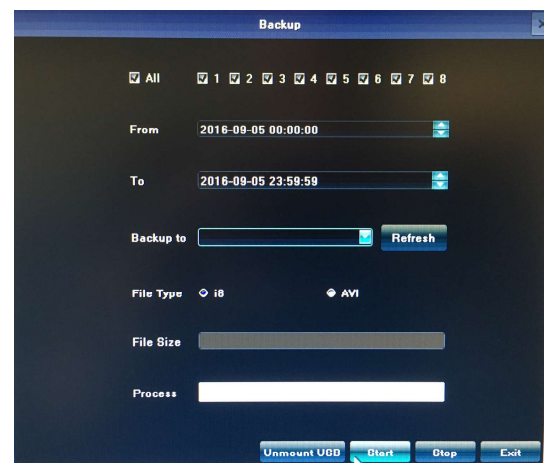 Backup
All 1 2 3 4 5 6 7 8
From 2016-09-05 00:00:00
To 2016-09-05 23:59:59
Backup to Refresh
File Type i8 AVI
File Size
Process
Unmount USB Start Stop Exit